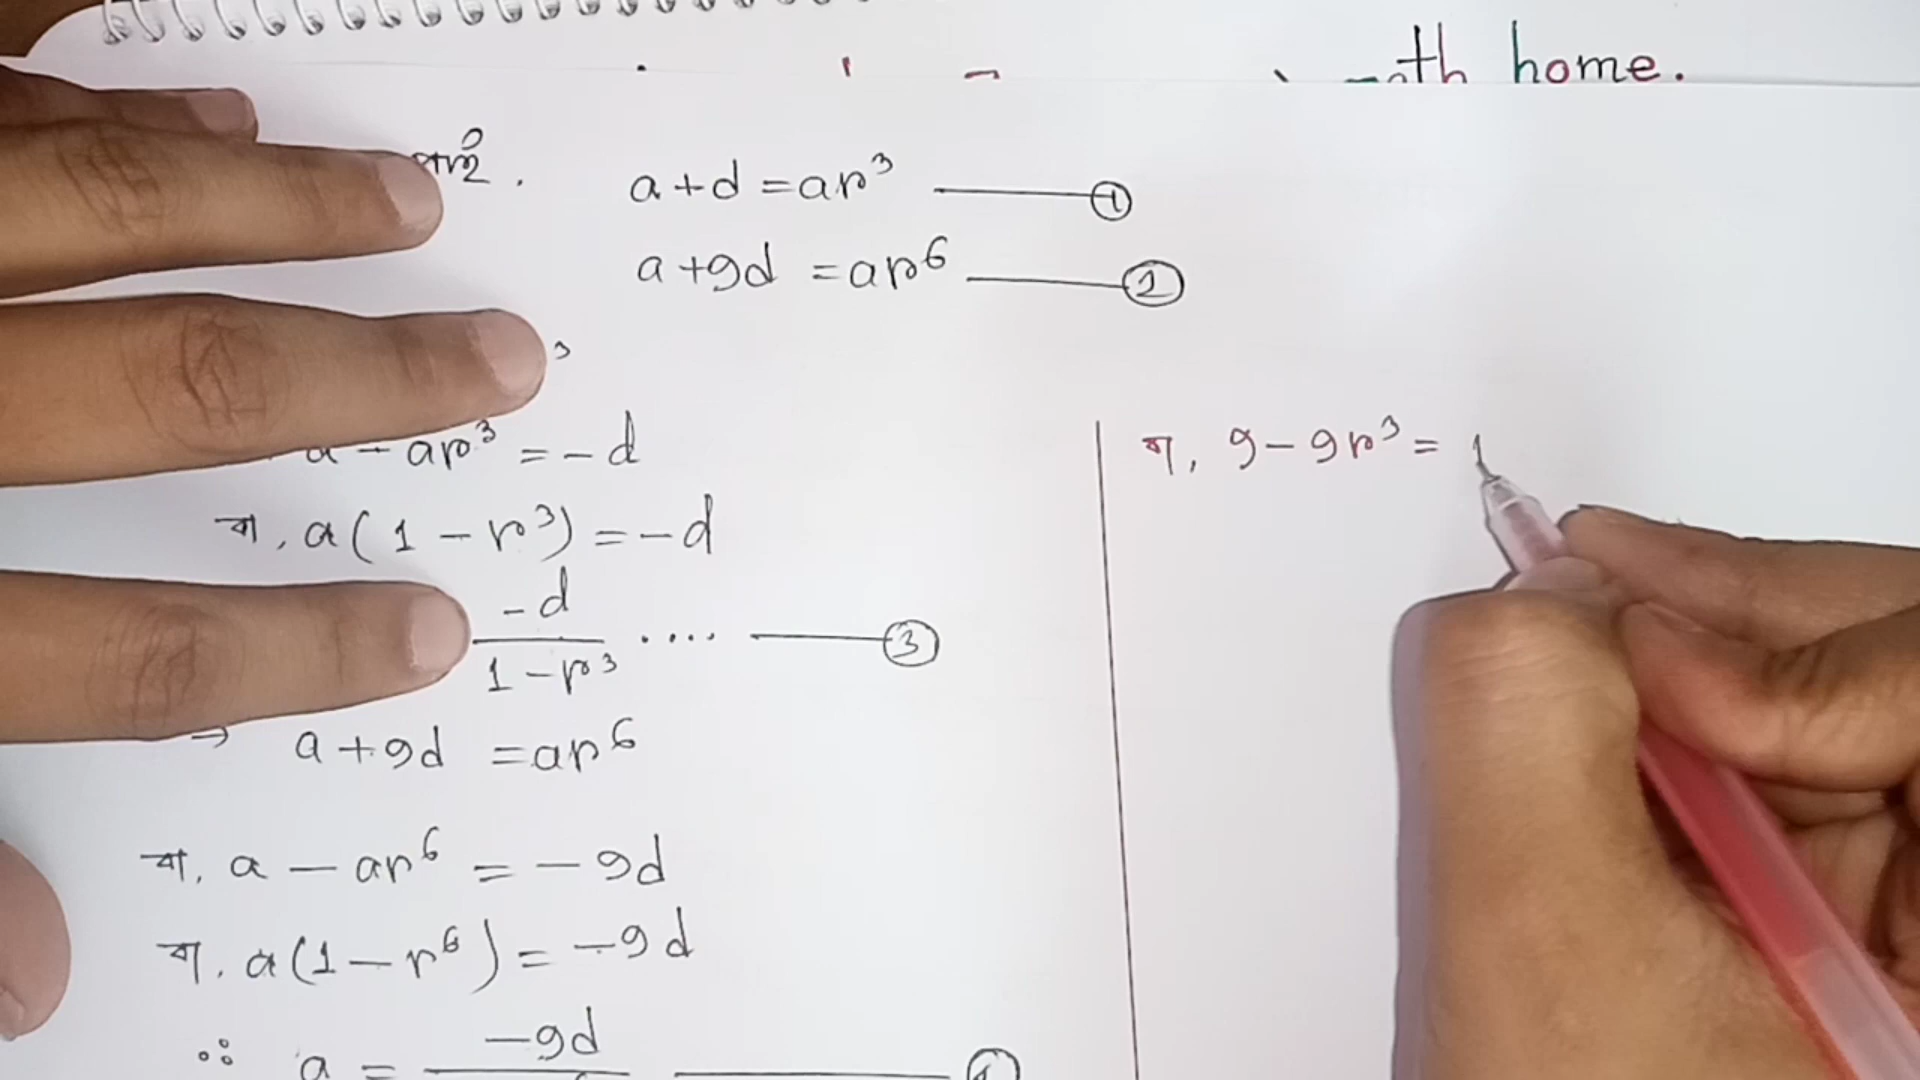 th home.
a+d = ar³ ——— ①
a+9d = ar⁶ ——— ②
3
a − ar³ = −d
বা, a(1 − r³) = −d
-d / 1−r³ .... ——— ③
→ a+9d = ar⁶
বা, a − ar⁶ = −9d
বা, a(1−r⁶) = −9d
∴ a = −9d
বা, 9 − 9r³ = 1